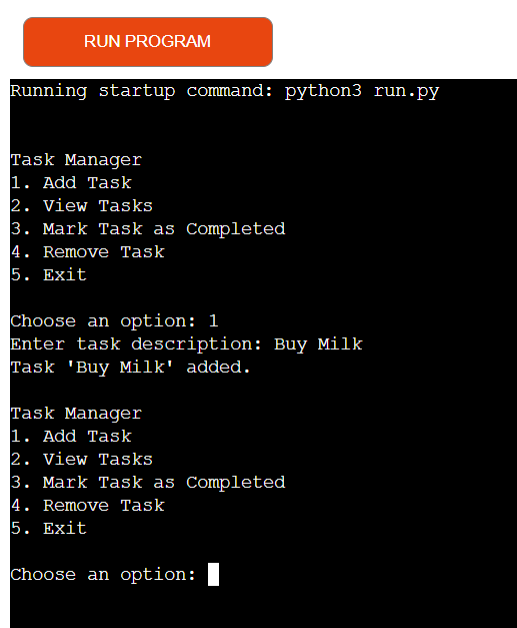 RUN PROGRAM
Running startup command: python3 run.py
Task Manager
1. Add Task
2. View Tasks
3. Mark Task as Completed
4. Remove Task
5. Exit
Choose an option: 1
Enter task description: Buy Milk
Task 'Buy Milk' added.
Task Manager
1. Add Task
2. View Tasks
3. Mark Task as Completed
4. Remove Task
5. Exit
Choose an option: